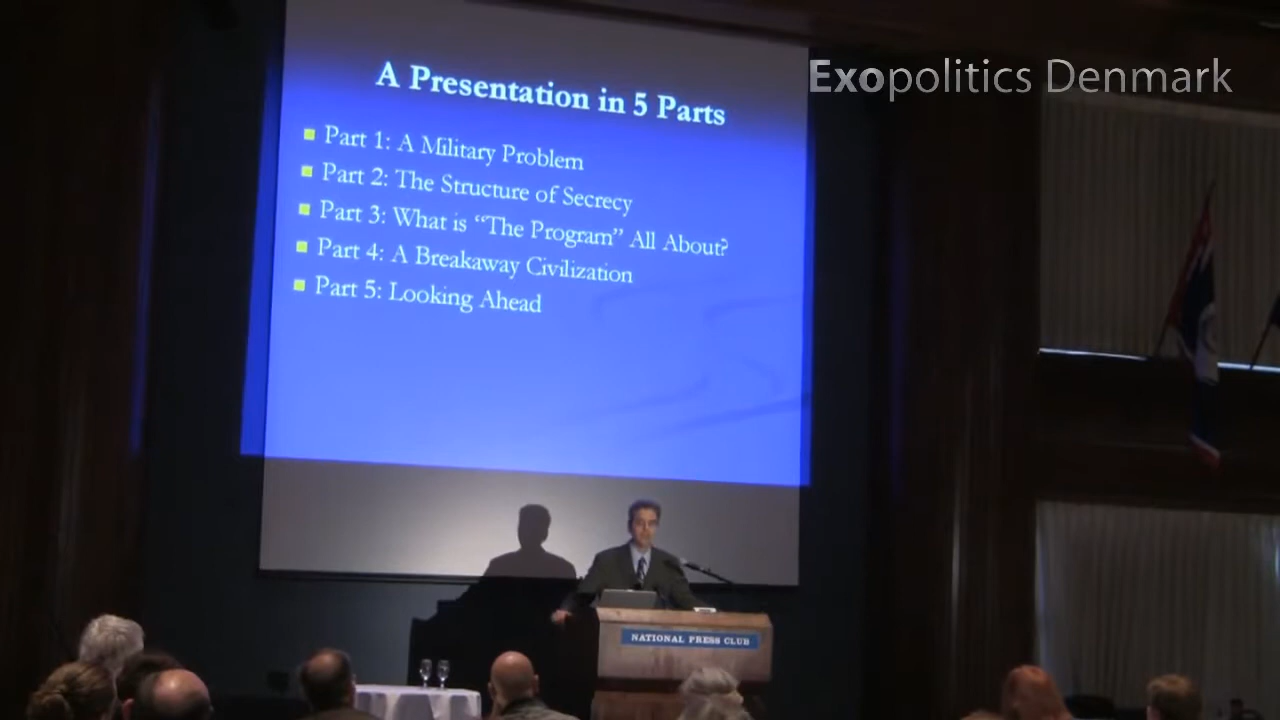 Exopolitics Denmark
A Presentation in 5 Parts
Part 1: A Military Problem
Part 2: The Structure of Secrecy
Part 3: What is “The Program” All About?
Part 4: A Breakaway Civilization
Part 5: Looking Ahead
NATIONAL PRESS CLUB